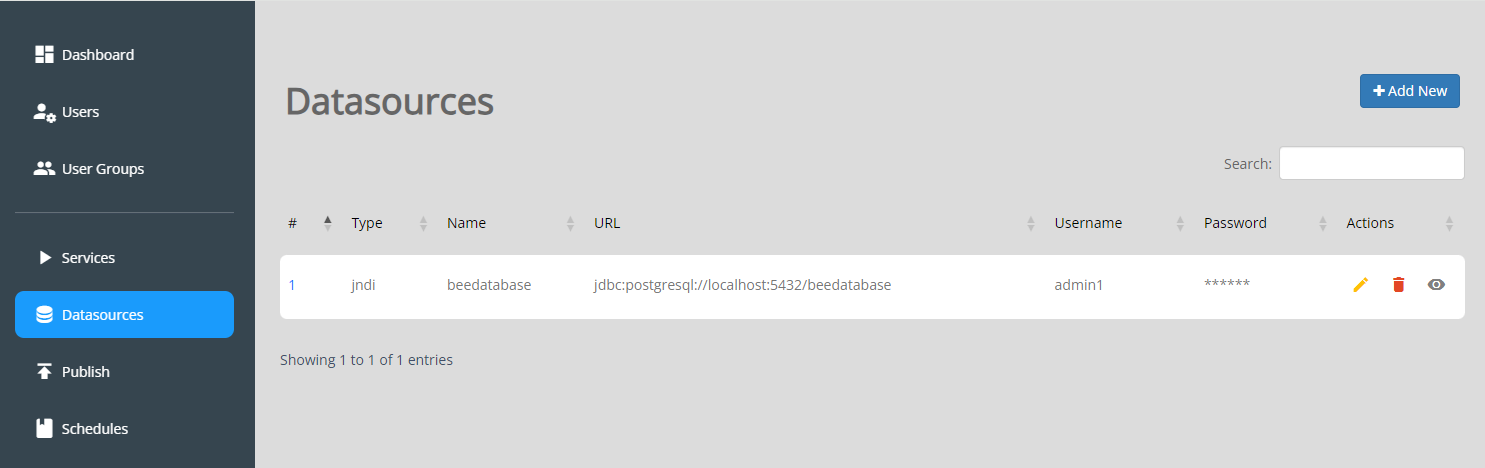 Dashboard
Users
User Groups
Services
Datasources
Publish
Schedules
Datasources
Add New
Search:
# Type Name URL Username Password Actions
1 jndi beedatabase jdbc:postgresql://localhost:5432/beedatabase admin1 ******
Showing 1 to 1 of 1 entries